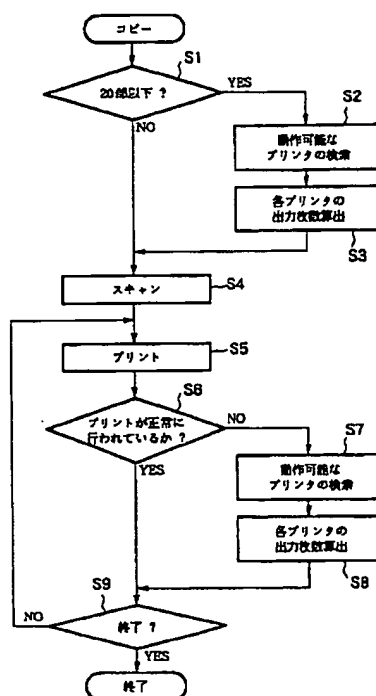 コピー
S1
20部以下 ?
YES
NO
S2
動作可能な
プリンタの検索
各プリンタの
出力枚数算出
S3
スキャン
S4
プリント
S5
S6
プリントが正常に
行われているか ?
NO
YES
S7
動作可能な
プリンタの検索
各プリンタの
出力枚数算出
S8
S9
終了 ?
NO
YES
終了